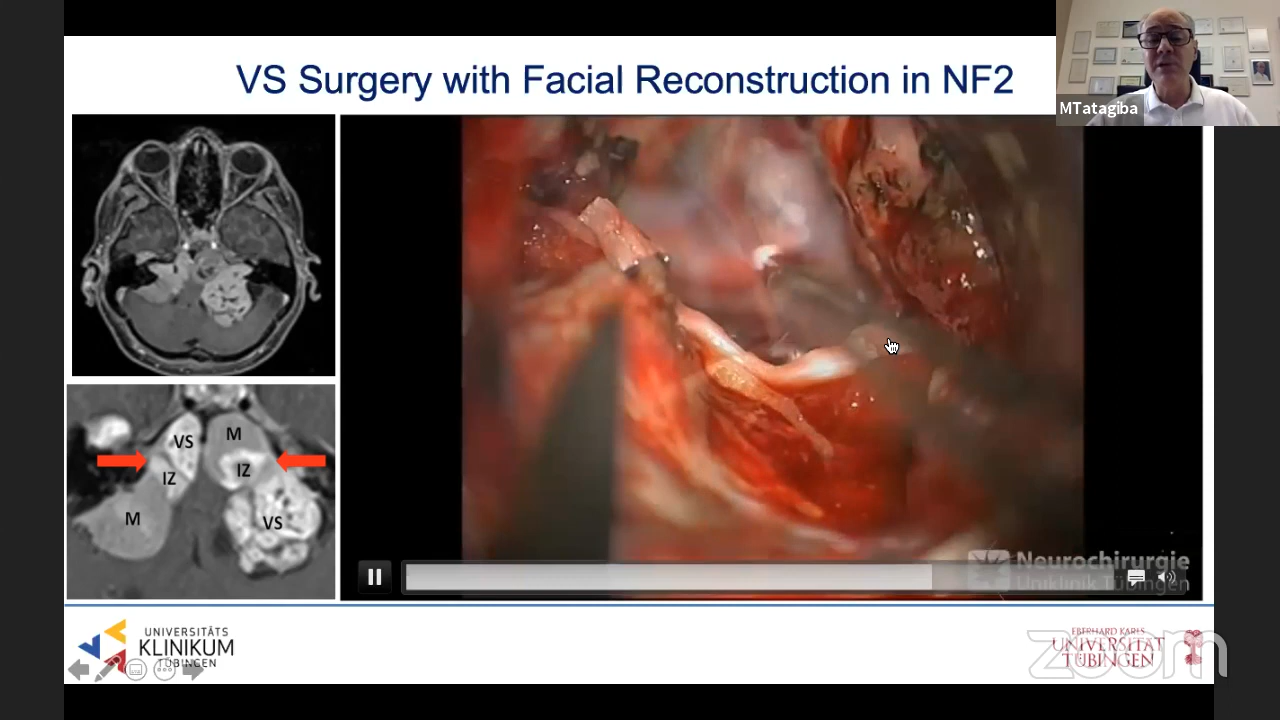 VS Surgery with Facial Reconstruction in NF2
MTatagiba
VS
M
IZ
IZ
M
VS
Neurochirurgie
Uniklinik Tübingen
UNIVERSITÄTS
KLINIKUM
TÜBINGEN
EBERHARD KARLS
UNIVERSITÄT
TÜBINGEN
zoom